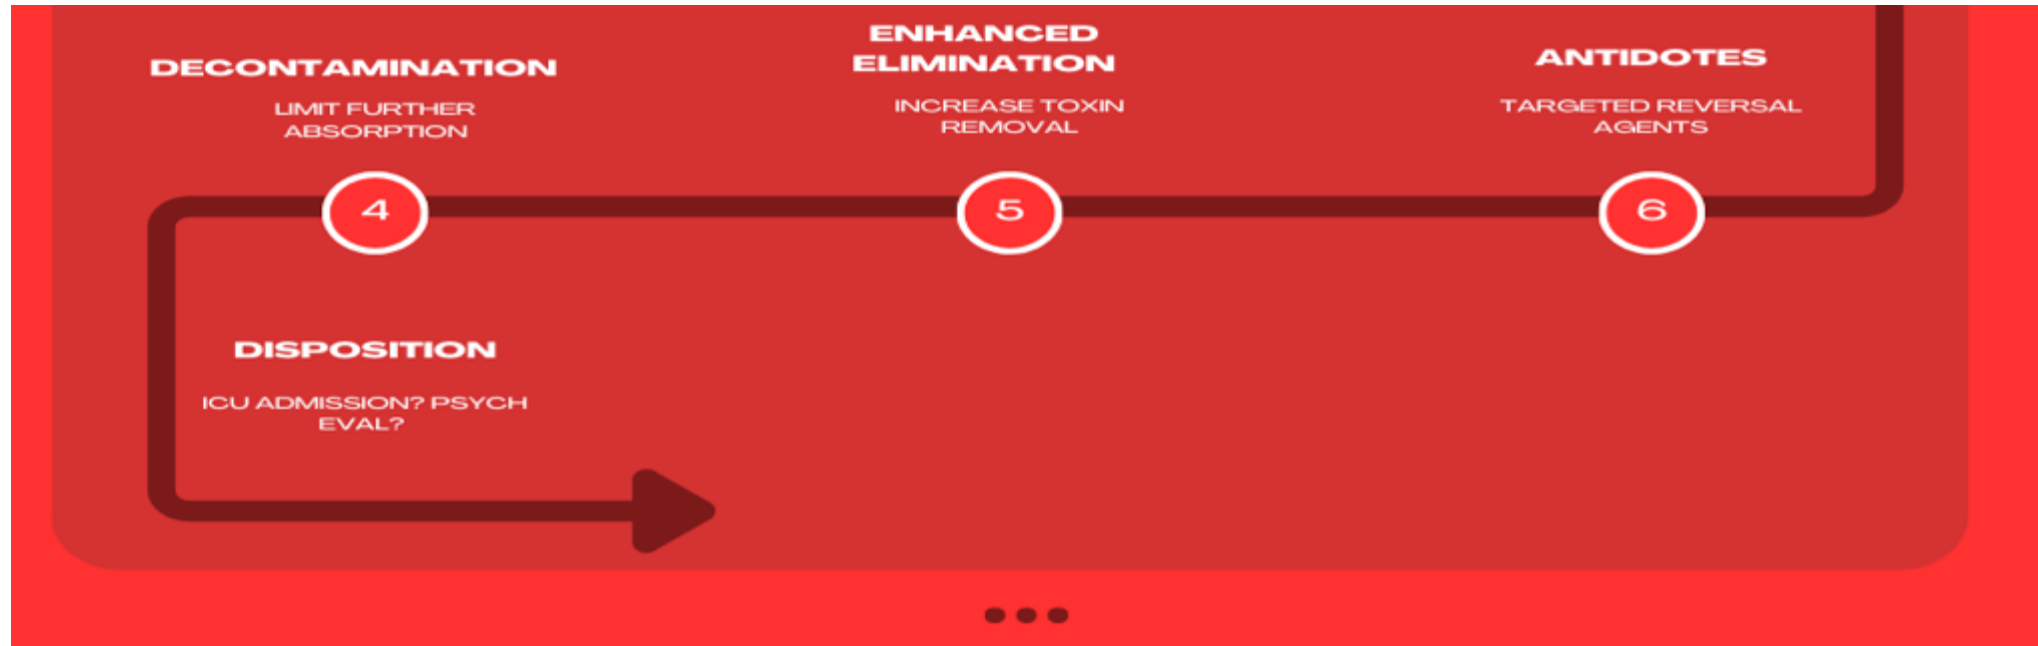 DECONTAMINATION
LIMIT FURTHER
ABSORPTION
4
ENHANCED
ELIMINATION
INCREASE TOXIN
REMOVAL
5
ANTIDOTES
TARGETED REVERSAL
AGENTS
6
DISPOSITION
ICU ADMISSION? PSYCH
EVAL?